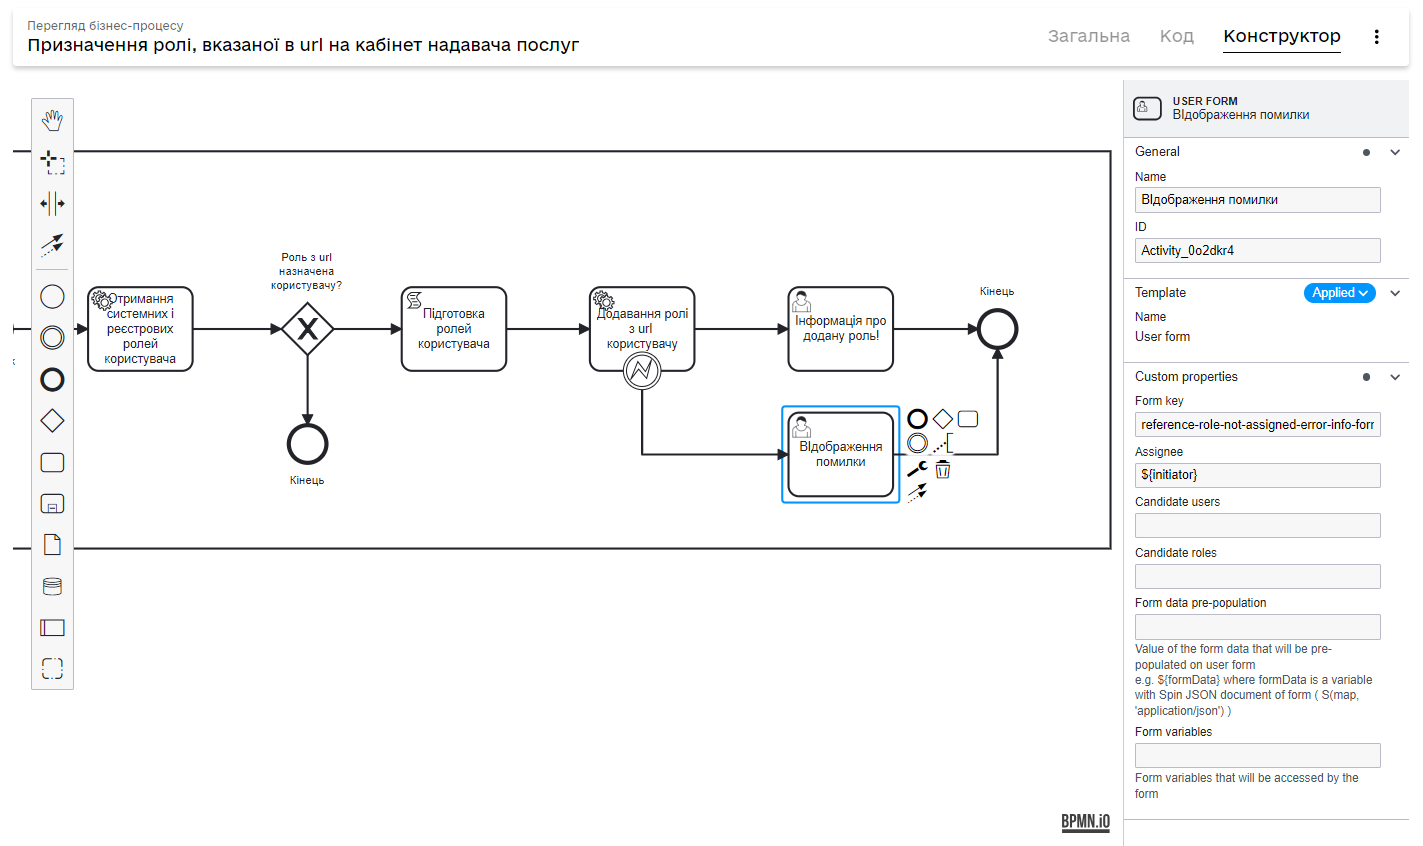 Перегляд бізнес-процесу
Призначення ролі, вказаної в url на кабінет надавача послуг
Загальна
Код
Конструктор
Отримання
системних і
реєстрових
ролей
користувача
Роль з url
назначена
користувачу?
Кінець
Підготовка
ролей
користувача
Додавання ролі
з url
користувачу
Інформація про
додану роль!
ВІдображення
помилки
Кінець
BPMN.iO
USER FORM
ВІдображення помилки
General
Name
ВІдображення помилки
ID
Activity_0o2dkr4
Template
Applied
Name
User form
Custom properties
Form key
reference-role-not-assigned-error-info-forr
Assignee
${initiator}
Candidate users
Candidate roles
Form data pre-population
Value of the form data that will be pre-
populated on user form
e.g. ${formData} where formData is a variable
with Spin JSON document of form ( S(map,
'application/json') )
Form variables
Form variables that will be accessed by the
form